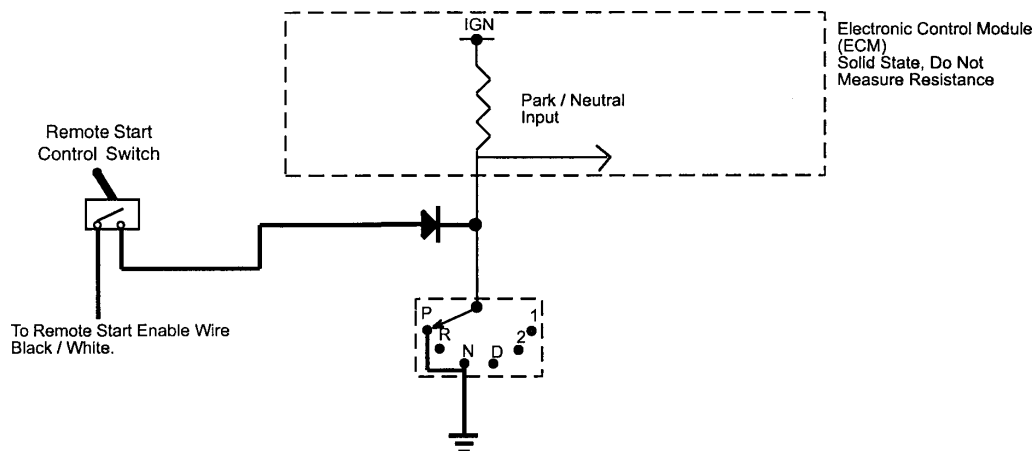 IGN
Electronic Control Module
(ECM)
Solid State, Do Not
Measure Resistance
Park / Neutral
Input
Remote Start
Control Switch
To Remote Start Enable Wire
Black / White.
P
R
N
D
2
1